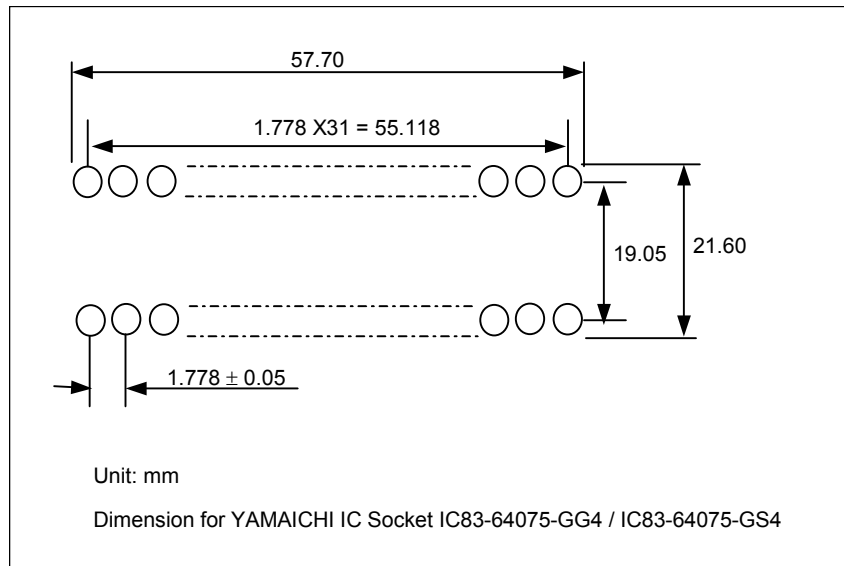 57.70
1.778 X31 = 55.118
19.05
21.60
1.778 ± 0.05
Unit: mm
Dimension for YAMAICHI IC Socket IC83-64075-GG4 / IC83-64075-GS4